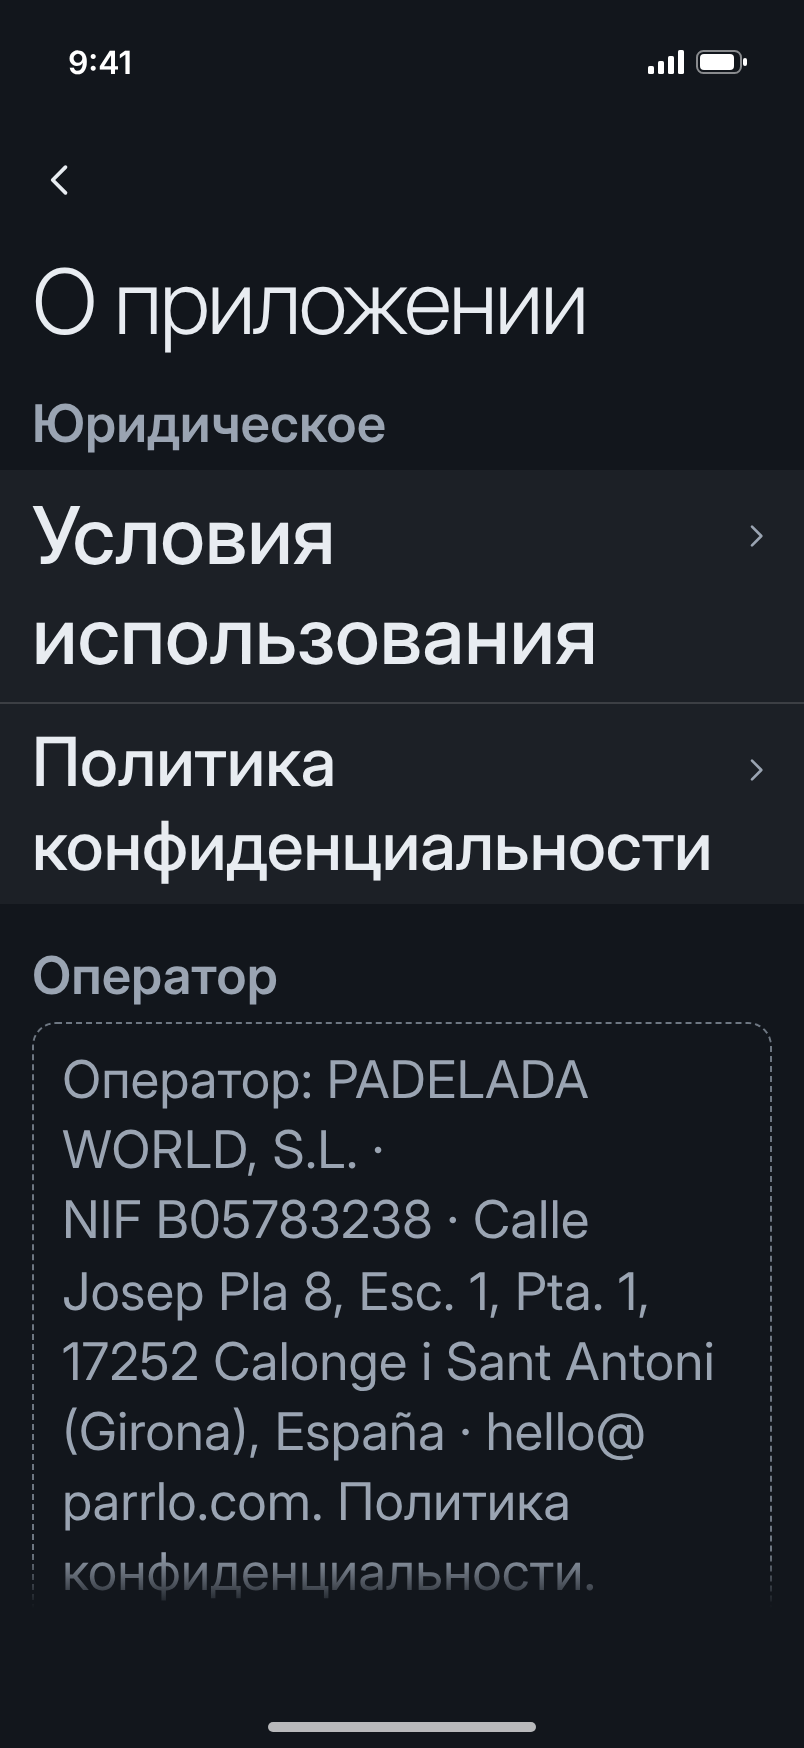 9:41
О приложении
Юридическое
Условия
использования
Политика
конфиденциальности
Оператор
Оператор: PADELADA
WORLD, S.L. ·
NIF B05783238 · Calle
Josep Pla 8, Esc. 1, Pta. 1,
17252 Calonge i Sant Antoni
(Girona), España · hello@
parrlo.com. Политика
конфиденциальности.